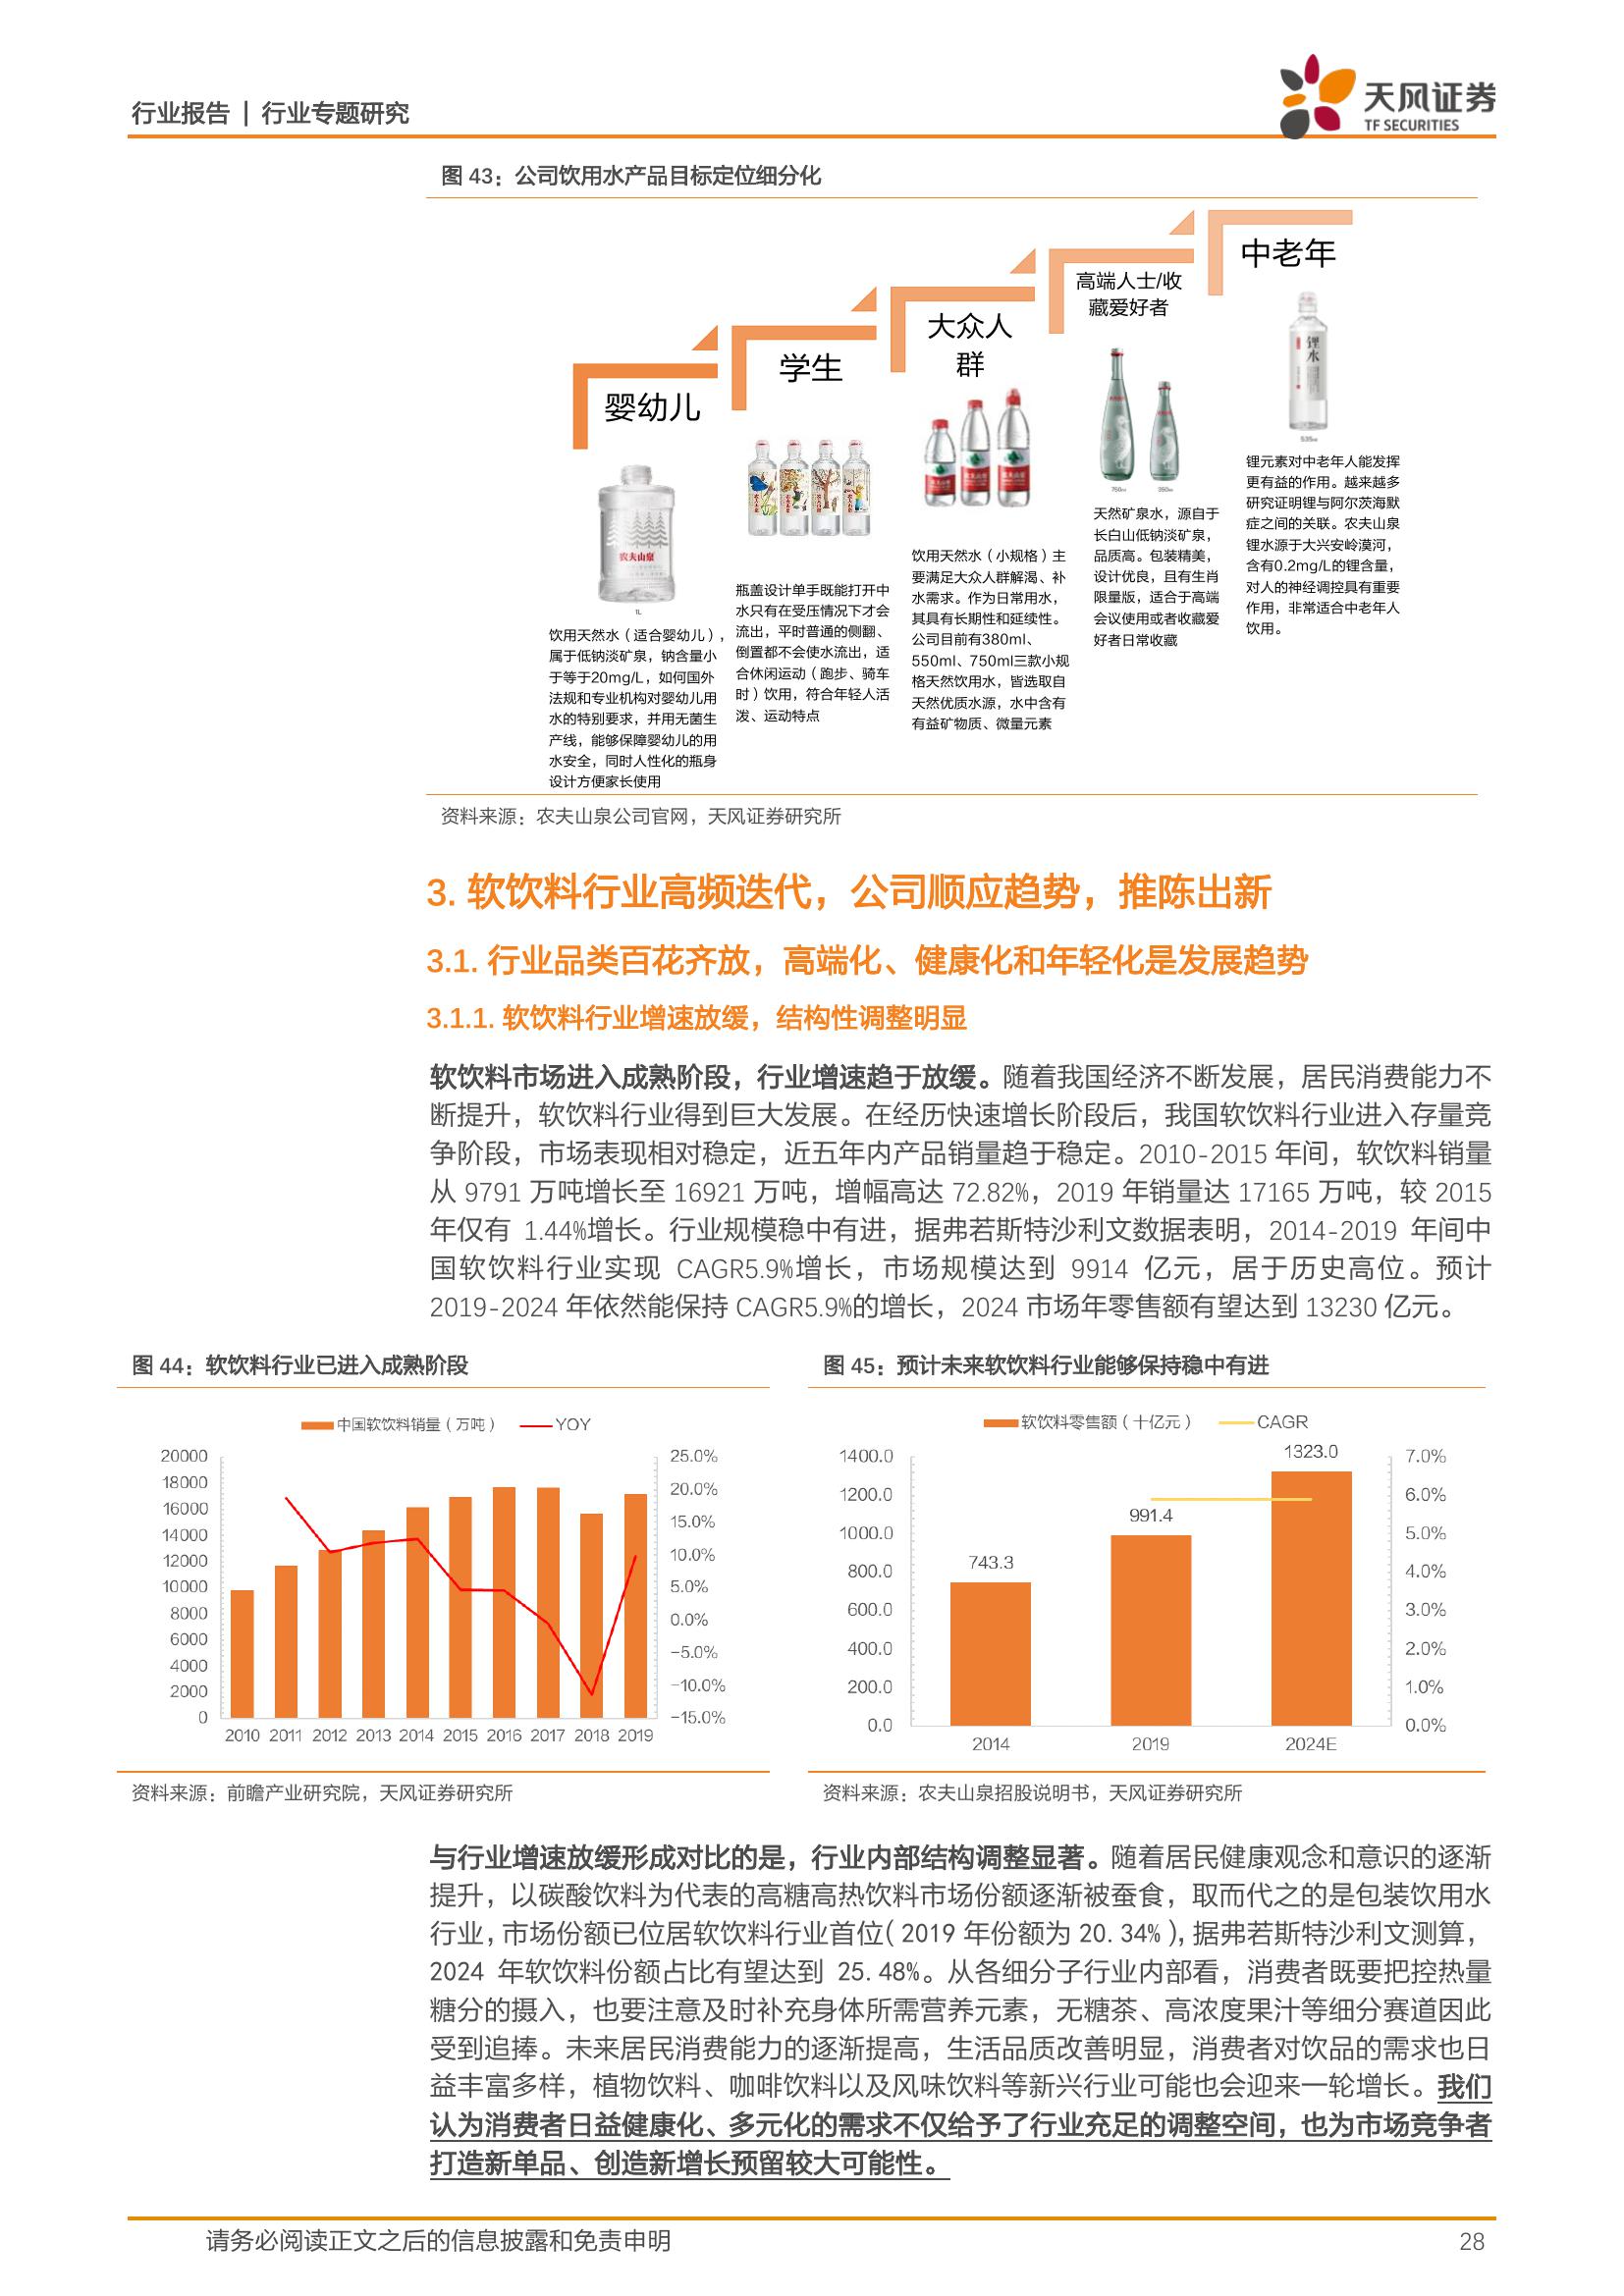 行业报告 | 行业专题研究
天风证券
TF SECURITIES
图 43：公司饮用水产品目标定位细分化
婴幼儿
农夫山泉
1L
饮用天然水（适合婴幼儿），
属于低钠淡矿泉，钠含量小
于等于20mg/L，如何国外
法规和专业机构对婴幼儿用
水的特别要求，并用无菌生
产线，能够保障婴幼儿的用
水安全，同时人性化的瓶身
设计方便家长使用
学生
瓶盖设计单手既能打开中
水只有在受压情况下才会
流出，平时普通的侧翻、
倒置都不会使水流出，适
合休闲运动（跑步、骑车
时）饮用，符合年轻人活
泼、运动特点
大众人
群
饮用天然水（小规格）主
要满足大众人群解渴、补
水需求。作为日常用水，
其具有长期性和延续性。
公司目前有380ml、
550ml、750ml三款小规
格天然饮用水，皆选取自
天然优质水源，水中含有
有益矿物质、微量元素
高端人士/收
藏爱好者
天然矿泉水，源自于
长白山低钠淡矿泉，
品质高。包装精美，
设计优良，且有生肖
限量版，适合于高端
会议使用或者收藏爱
好者日常收藏
中老年
锂水
535ml
锂元素对中老年人能发挥
更有益的作用。越来越多
研究证明锂与阿尔茨海默
症之间的关联。农夫山泉
锂水源于大兴安岭漠河，
含有0.2mg/L的锂含量，
对人的神经调控具有重要
作用，非常适合中老年人
饮用。
资料来源：农夫山泉公司官网，天风证券研究所
3. 软饮料行业高频迭代，公司顺应趋势，推陈出新
3.1. 行业品类百花齐放，高端化、健康化和年轻化是发展趋势
3.1.1. 软饮料行业增速放缓，结构性调整明显
软饮料市场进入成熟阶段，行业增速趋于放缓。随着我国经济不断发展，居民消费能力不
断提升，软饮料行业得到巨大发展。在经历快速增长阶段后，我国软饮料行业进入存量竞
争阶段，市场表现相对稳定，近五年内产品销量趋于稳定。2010-2015 年间，软饮料销量
从 9791 万吨增长至 16921 万吨，增幅高达 72.82%，2019 年销量达 17165 万吨，较 2015
年仅有 1.44%增长。行业规模稳中有进，据弗若斯特沙利文数据表明，2014-2019 年间中
国软饮料行业实现 CAGR5.9%增长，市场规模达到 9914 亿元，居于历史高位。预计
2019-2024 年依然能保持 CAGR5.9%的增长，2024 市场年零售额有望达到 13230 亿元。
图 44：软饮料行业已进入成熟阶段
中国软饮料销量（万吨） YOY
20000 25.0%
18000 20.0%
16000 15.0%
14000 10.0%
12000 5.0%
10000 0.0%
8000 -5.0%
6000 -10.0%
4000 -15.0%
2000
0
2010 2011 2012 2013 2014 2015 2016 2017 2018 2019
资料来源：前瞻产业研究院，天风证券研究所
图 45：预计未来软饮料行业能够保持稳中有进
软饮料零售额（十亿元） CAGR
1400.0 7.0%
1200.0 6.0%
1000.0 5.0%
800.0 4.0%
600.0 3.0%
400.0 2.0%
200.0 1.0%
0.0 0.0%
743.3 991.4 1323.0
2014 2019 2024E
资料来源：农夫山泉招股说明书，天风证券研究所
与行业增速放缓形成对比的是，行业内部结构调整显著。随着居民健康观念和意识的逐渐
提升，以碳酸饮料为代表的高糖高热饮料市场份额逐渐被蚕食，取而代之的是包装饮用水
行业，市场份额已位居软饮料行业首位（2019 年份额为 20.34%），据弗若斯特沙利文测算，
2024 年软饮料份额占比有望达到 25.48%。从各细分子行业内部看，消费者既要把控热量
糖分的摄入，也要注意及时补充身体所需营养元素，无糖茶、高浓度果汁等细分赛道因此
受到追捧。未来居民消费能力的逐渐提高，生活品质改善明显，消费者对饮品的需求也日
益丰富多样，植物饮料、咖啡饮料以及风味饮料等新兴行业可能也会迎来一轮增长。我们
认为消费者日益健康化、多元化的需求不仅给予了行业充足的调整空间，也为市场竞争者
打造新单品、创造新增长预留较大可能性。
请务必阅读正文之后的信息披露和免责申明
28